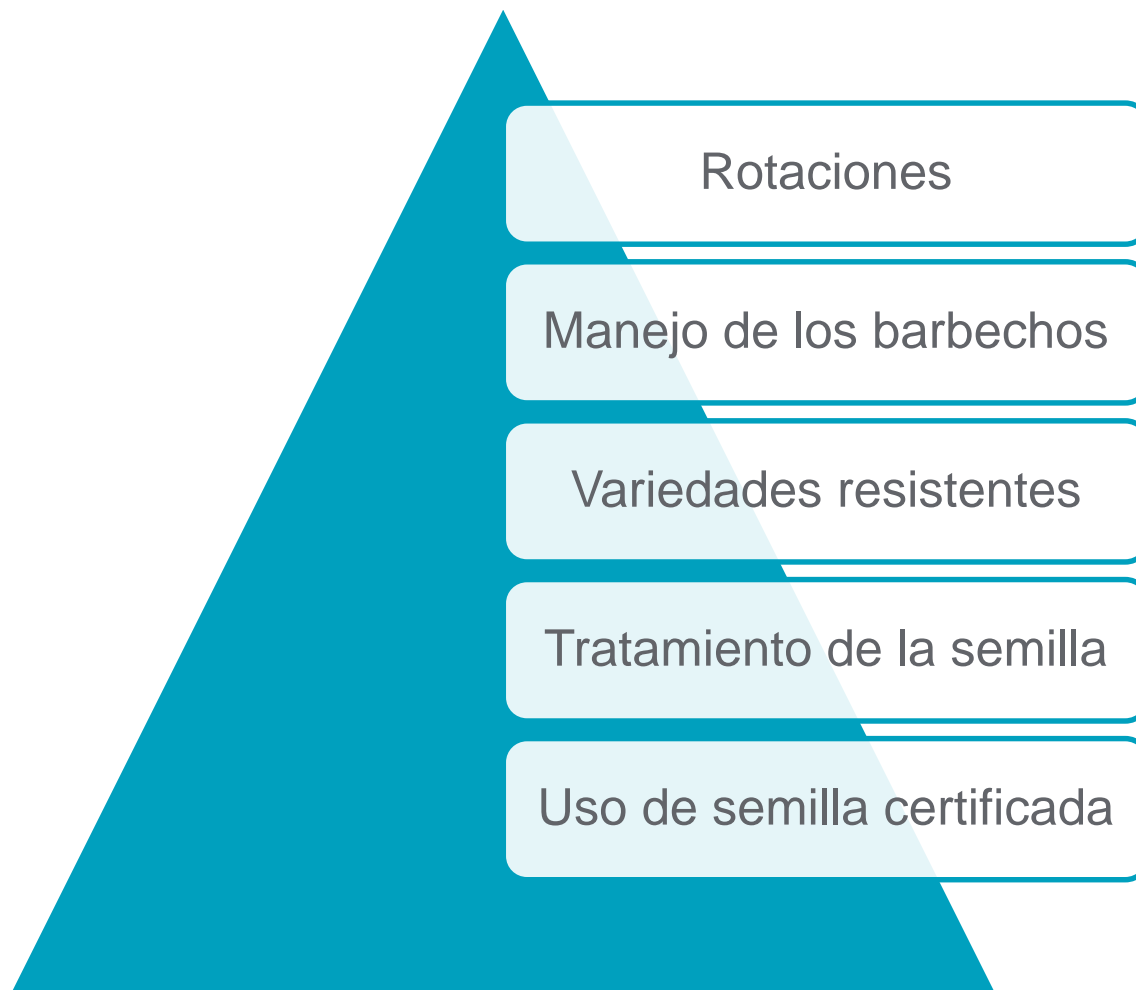 Rotaciones
Manejo de los barbechos
Variedades resistentes
Tratamiento de la semilla
Uso de semilla certificada